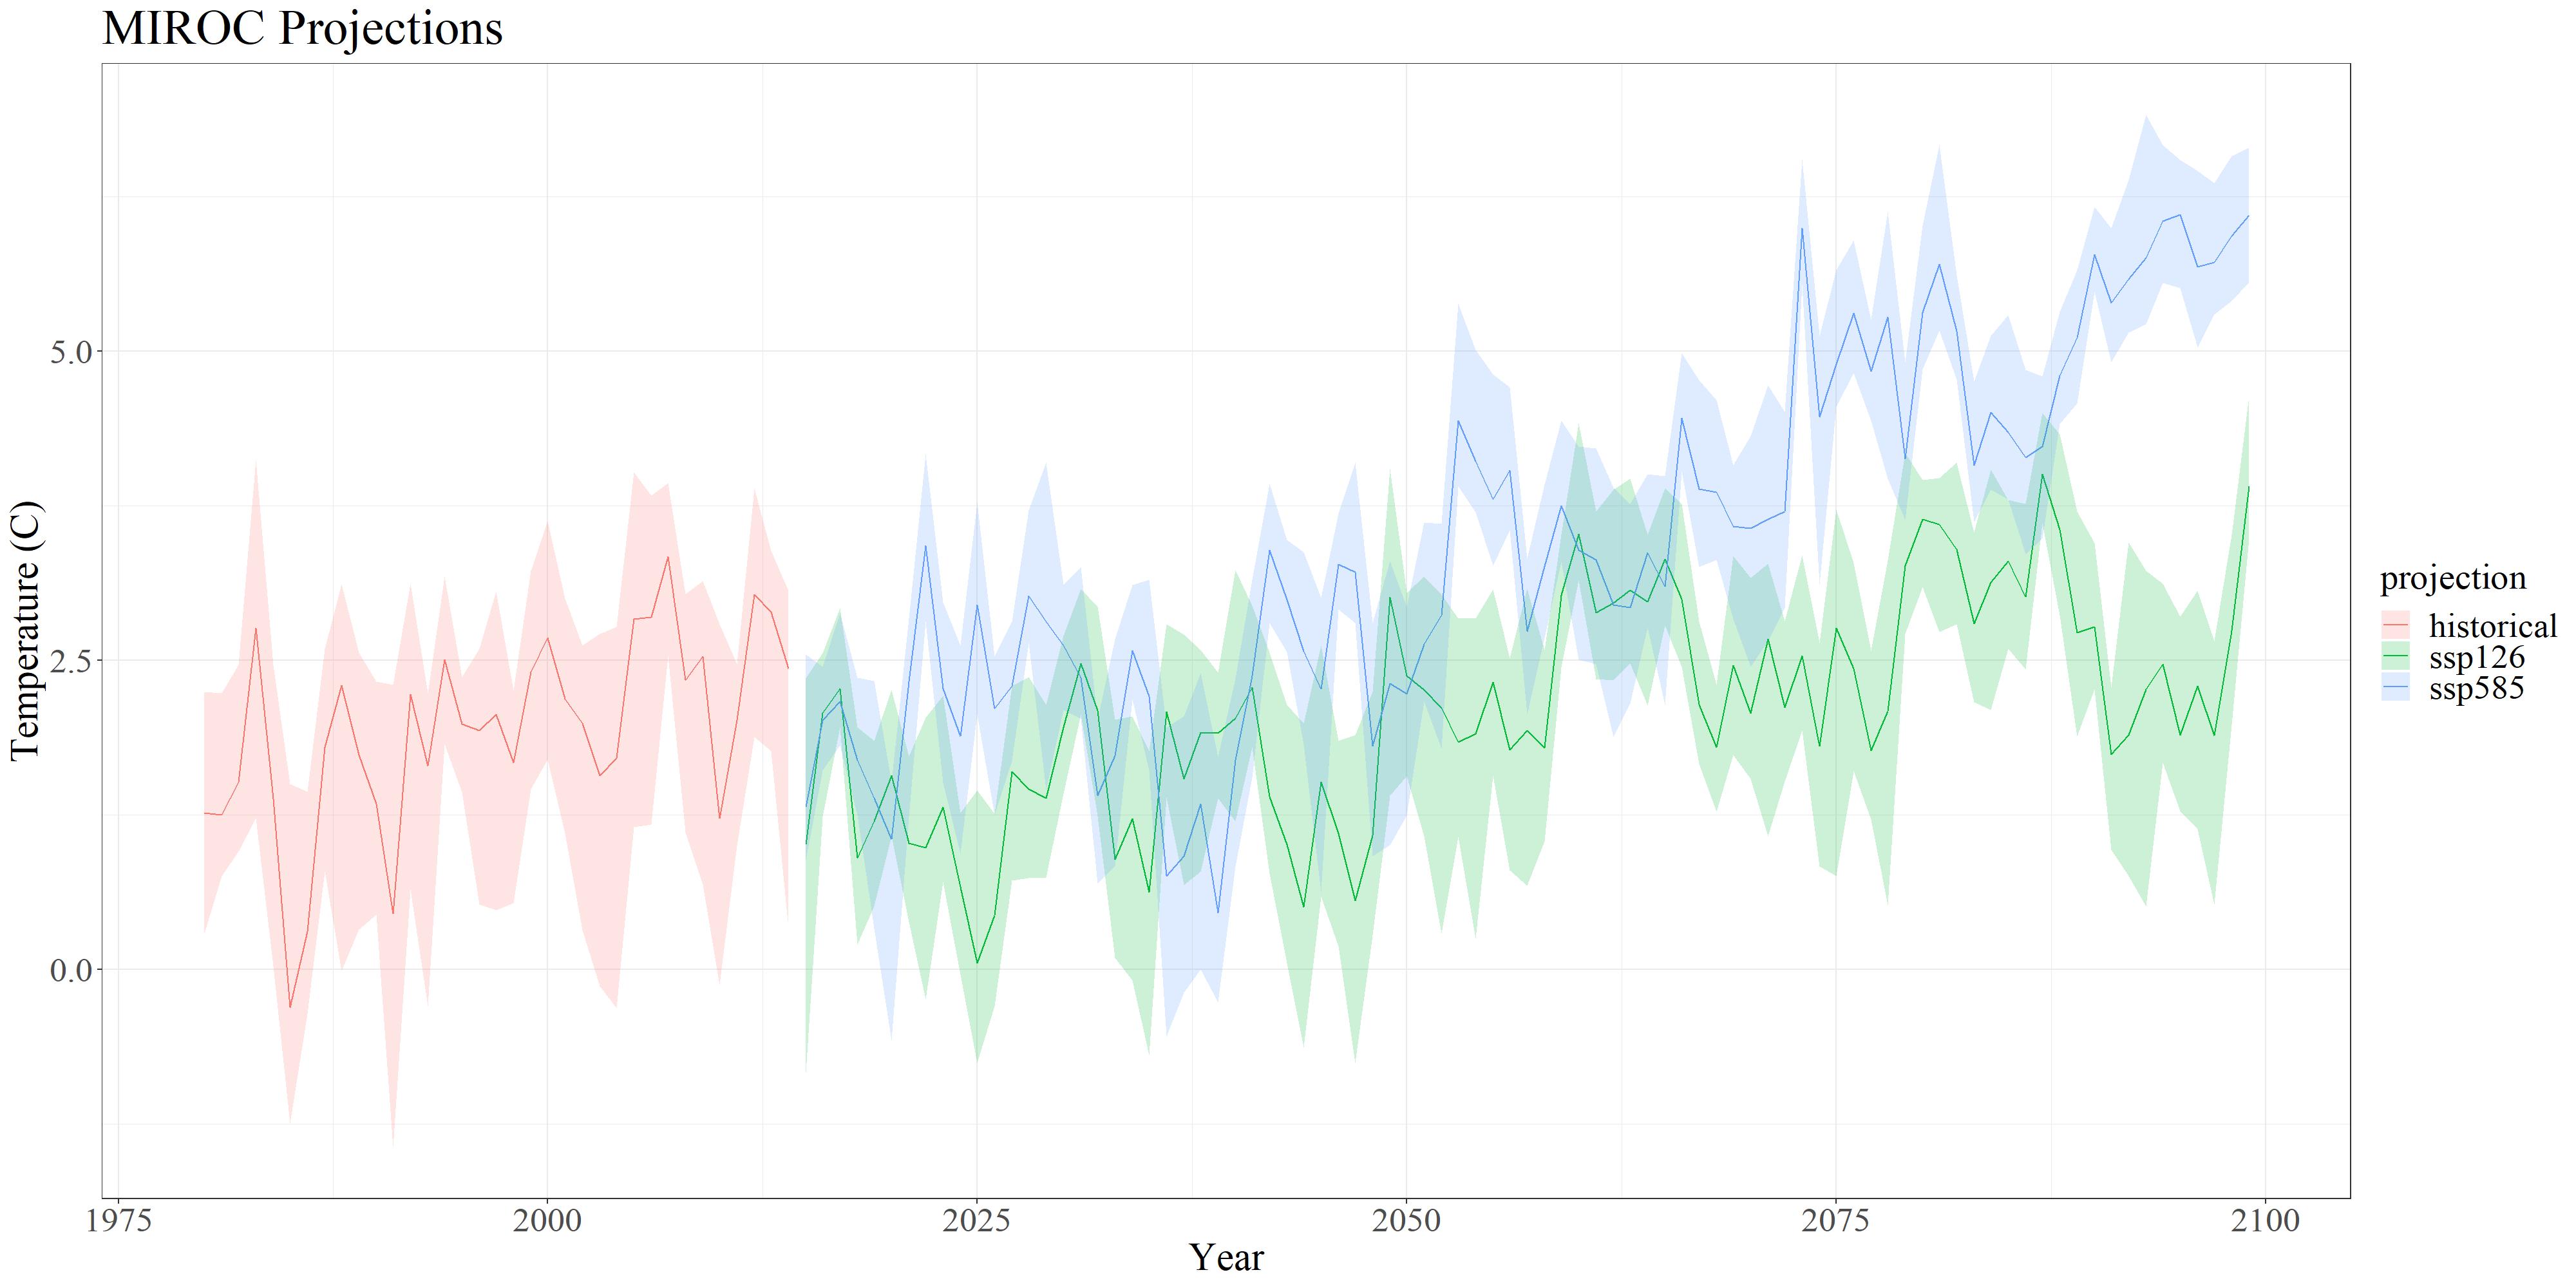 MIROC Projections
Temperature (C)
5.0
2.5
0.0
1975
2000
2025
2050
2075
2100
Year
projection
historical
ssp126
ssp585